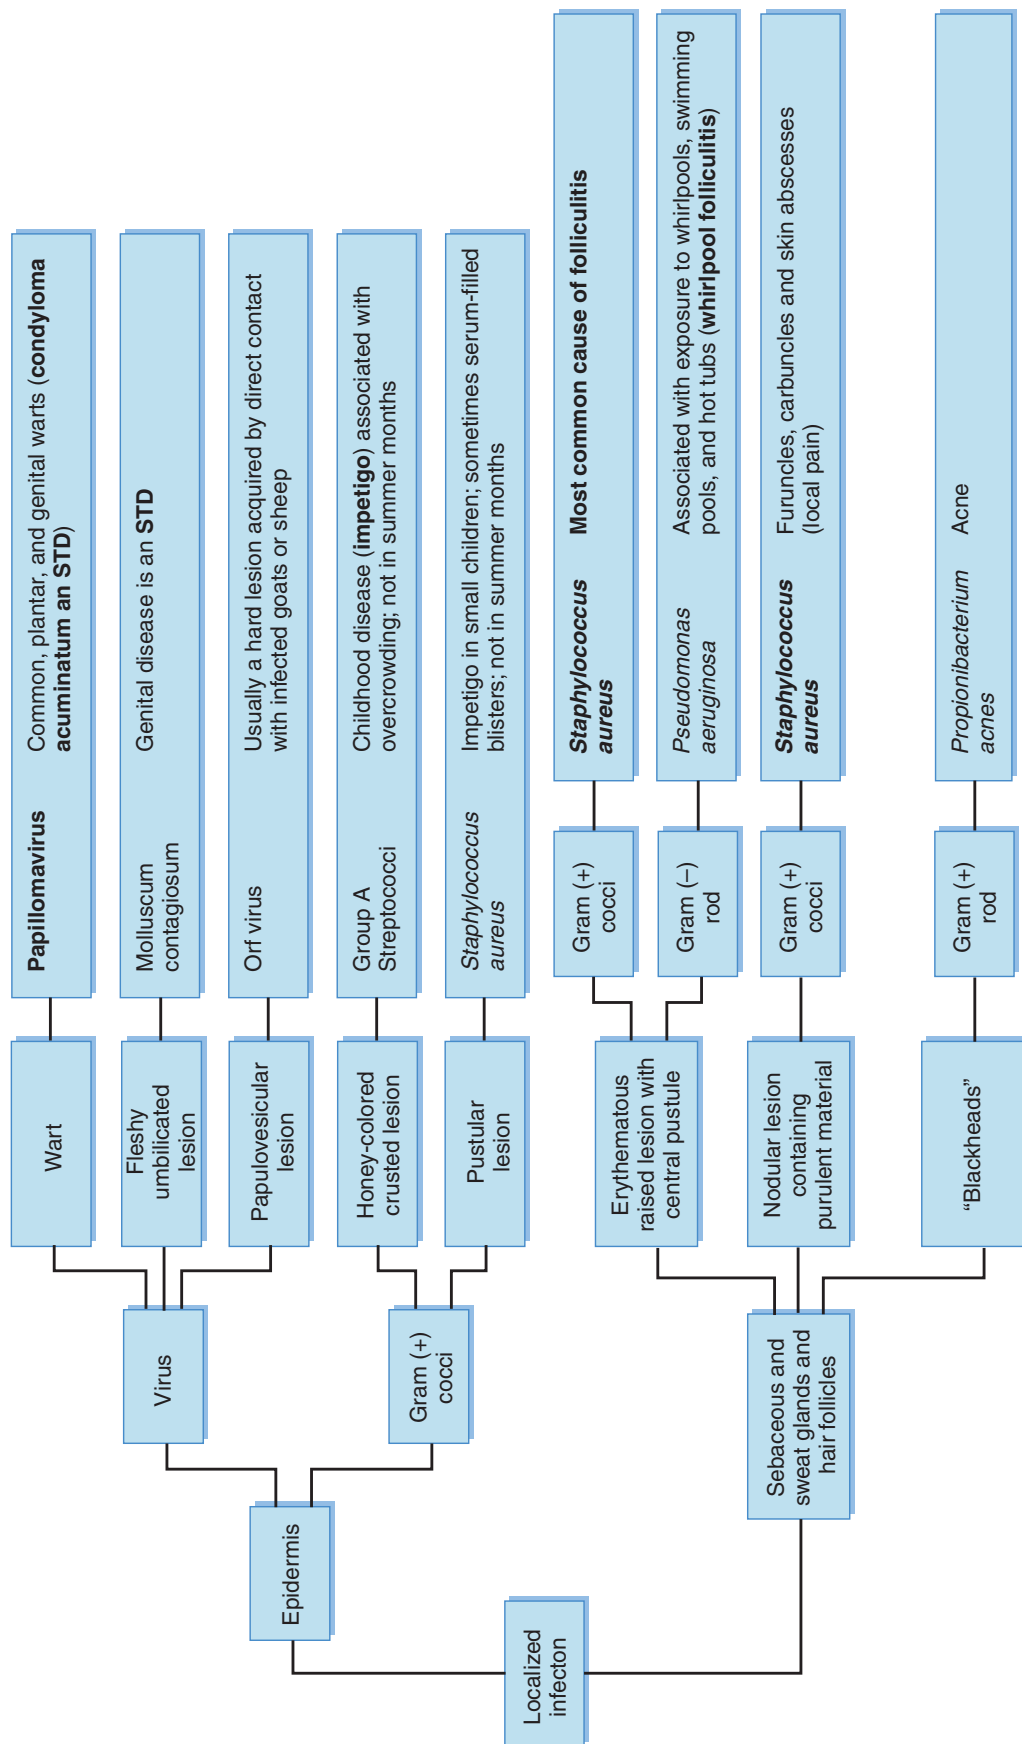 Localized
infecton
Epidermis
Virus
Wart
Papillomavirus
Common, plantar, and genital warts (condyloma
acuminatum an STD)
Fleshy
umbilicated
lesion
Molluscum
contagiosum
Genital disease is an STD
Papulovesicular
lesion
Orf virus
Usually a hard lesion acquired by direct contact
with infected goats or sheep
Gram (+)
cocci
Honey-colored
crusted lesion
Group A
Streptococci
Childhood disease (impetigo) associated with
overcrowding; not in summer months
Pustular
lesion
Staphylococcus
aureus
Impetigo in small children; sometimes serum-filled
blisters; not in summer months
Sebaceous and
sweat glands and
hair follicles
Erythematous
raised lesion with
central pustule
Gram (+)
cocci
Staphylococcus
aureus
Most common cause of folliculitis
Gram (–)
rod
Pseudomonas
aeruginosa
Associated with exposure to whirlpools, swimming
pools, and hot tubs (whirlpool folliculitis)
Nodular lesion
containing
purulent material
Gram (+)
cocci
Staphylococcus
aureus
Furuncles, carbuncles and skin abscesses
(local pain)
“Blackheads”
Gram (+)
rod
Propionibacterium
acnes
Acne